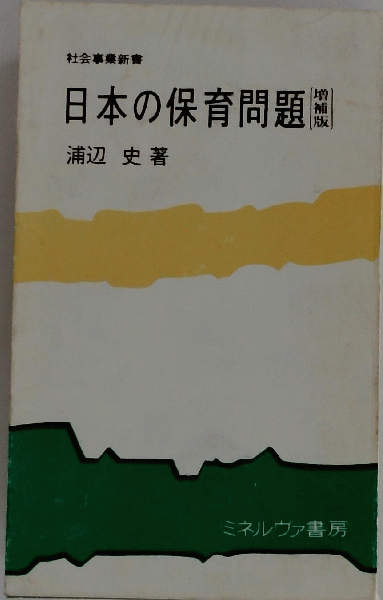 社会事業新書
日本の保育問題〔増補版〕
浦辺 史 著
ミネルヴァ書房